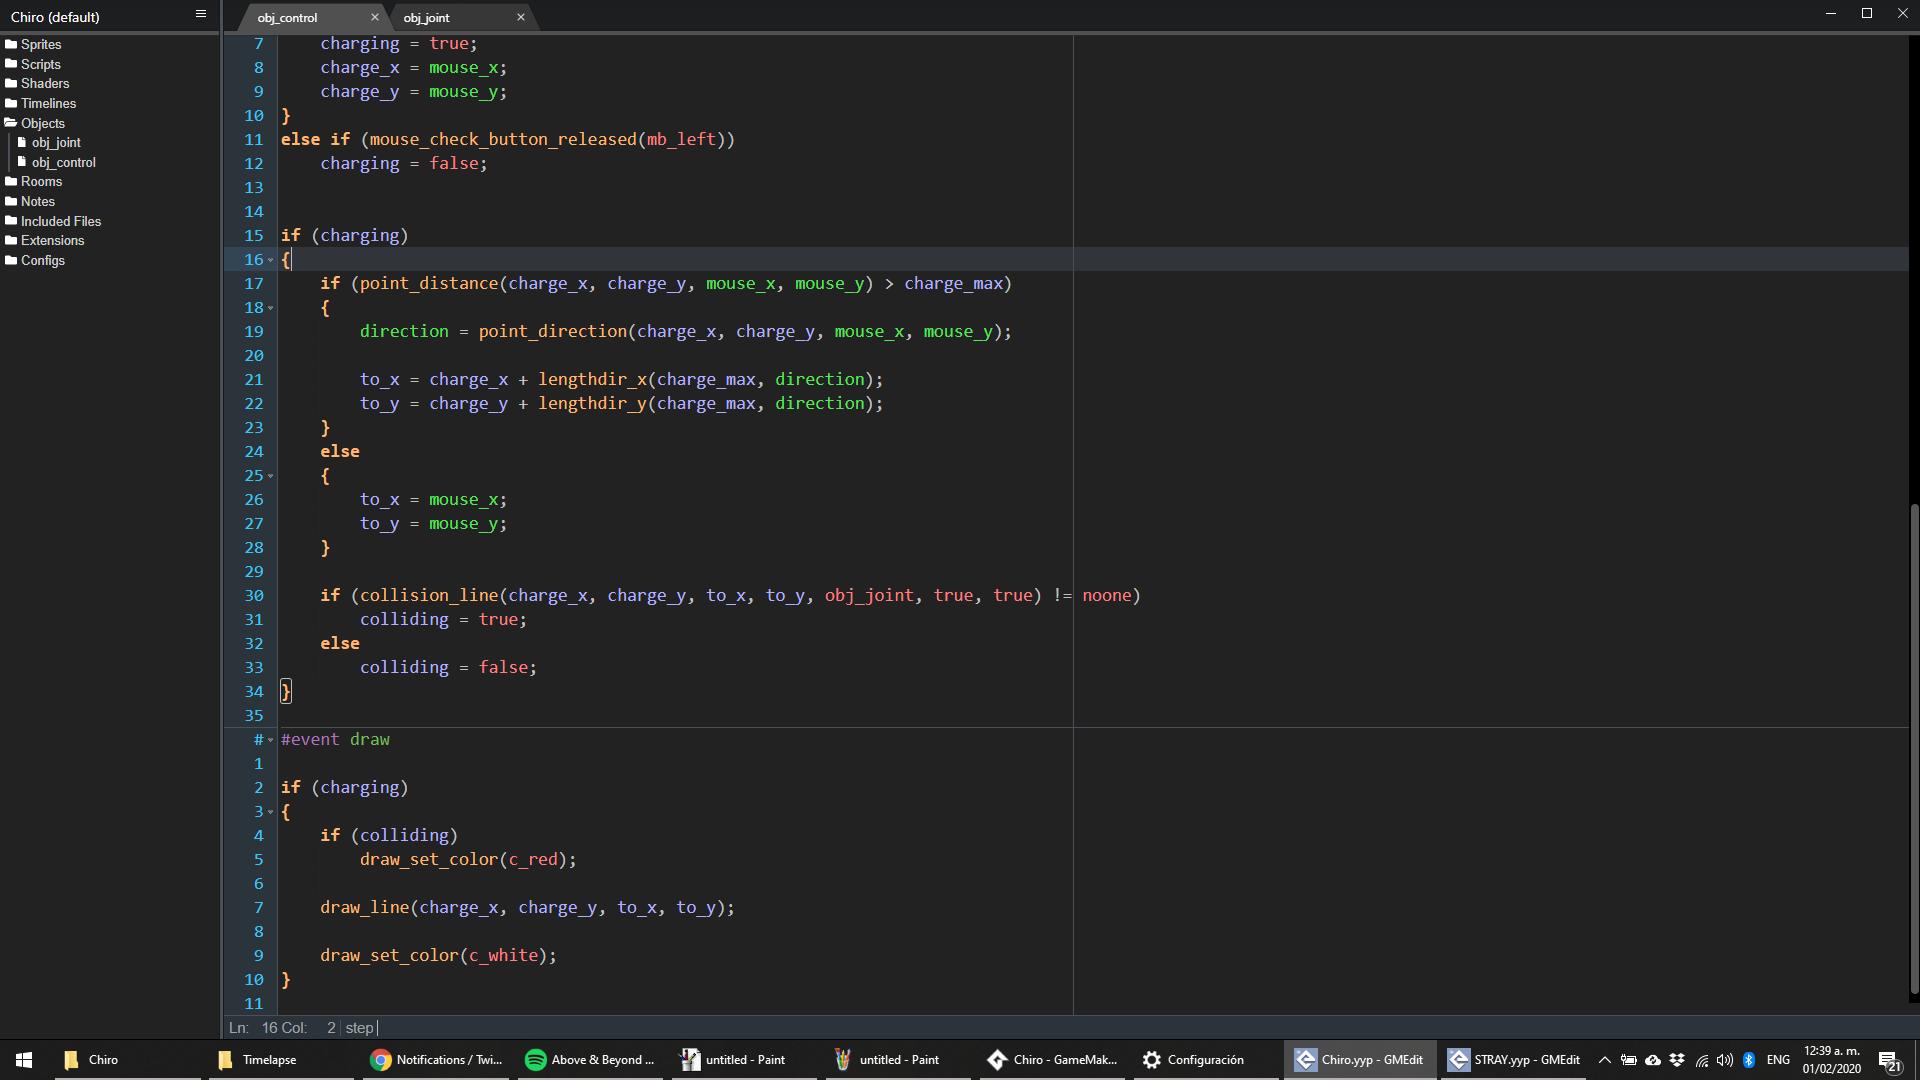 Chiro (default)
obj_control
obj_joint
Sprites
Scripts
Shaders
Timelines
Objects
obj_joint
obj_control
Rooms
Notes
Included Files
Extensions
Configs
7 charging = true;
8 charge_x = mouse_x;
9 charge_y = mouse_y;
10 }
11 else if (mouse_check_button_released(mb_left))
12 charging = false;
13
14
15 if (charging)
16 {
17 if (point_distance(charge_x, charge_y, mouse_x, mouse_y) > charge_max)
18 {
19 direction = point_direction(charge_x, charge_y, mouse_x, mouse_y);
20
21 to_x = charge_x + lengthdir_x(charge_max, direction);
22 to_y = charge_y + lengthdir_y(charge_max, direction);
23 }
24 else
25 {
26 to_x = mouse_x;
27 to_y = mouse_y;
28 }
29
30 if (collision_line(charge_x, charge_y, to_x, to_y, obj_joint, true, true) != noone)
31 colliding = true;
32 else
33 colliding = false;
34 }
35
# #event draw
1
2 if (charging)
3 {
4 if (colliding)
5 draw_set_color(c_red);
6
7 draw_line(charge_x, charge_y, to_x, to_y);
8
9 draw_set_color(c_white);
10 }
11
Ln: 16 Col: 2 step
Chiro
Timelapse
Notifications / Twi...
Above & Beyond ...
untitled - Paint
untitled - Paint
Chiro - GameMak...
Configuración
Chiro.yyp - GMEdit
STRAY.yyp - GMEdit
ENG
12:39 a. m.
01/02/2020
21